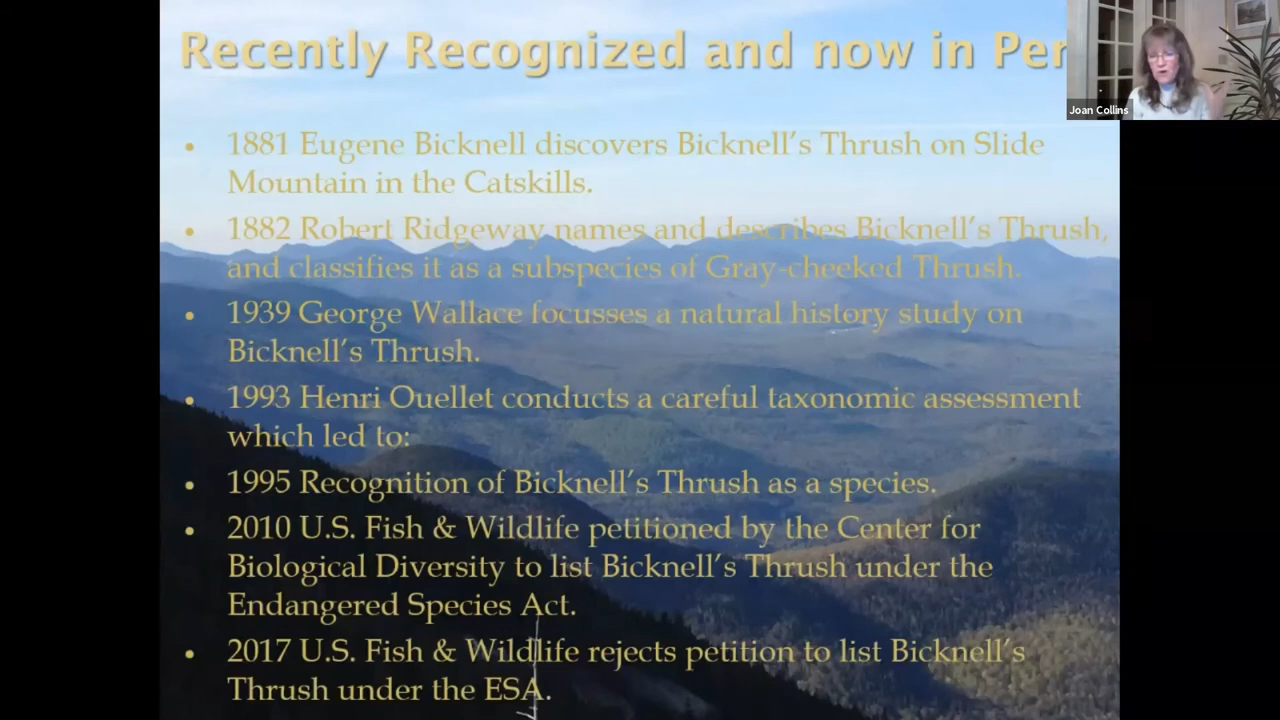 Recently Recognized and now in Per
Joan Collins
• 1881 Eugene Bicknell discovers Bicknell's Thrush on Slide
Mountain in the Catskills.
• 1882 Robert Ridgeway names and describes Bicknell's Thrush,
and classifies it as a subspecies of Gray-cheeked Thrush.
• 1939 George Wallace focusses a natural history study on
Bicknell's Thrush.
• 1993 Henri Ouellet conducts a careful taxonomic assessment
which led to:
• 1995 Recognition of Bicknell's Thrush as a species.
• 2010 U.S. Fish & Wildlife petitioned by the Center for
Biological Diversity to list Bicknell's Thrush under the
Endangered Species Act.
• 2017 U.S. Fish & Wildlife rejects petition to list Bicknell's
Thrush under the ESA.